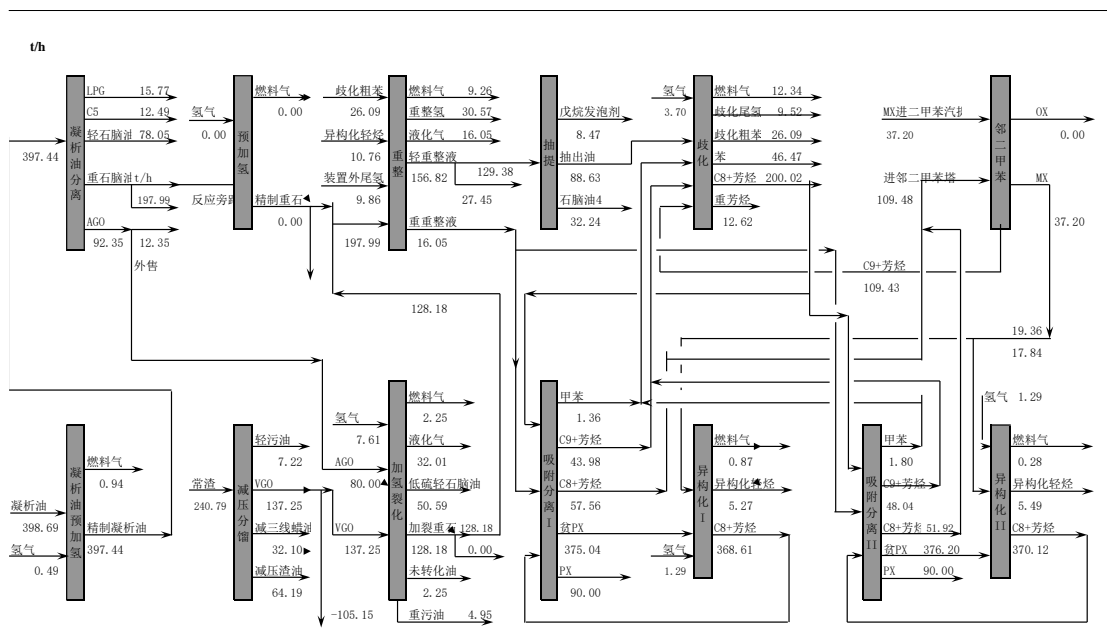 t/h
LPG 15.77
C5 12.49
轻石脑油 78.05
397.44
凝析油分离
重石脑油t/h
197.99
AGO
92.35 12.35
外售
氢气
0.00
反应旁路
预加氢
燃料气
0.00
精制重石
0.00
歧化粗苯
26.09
异构化轻烃
10.76
装置外尾氢
9.86
197.99
重整
燃料气 9.26
重整氢 30.57
液化气 16.05
轻重整液
156.82
129.38
27.45
重重整液
16.05
128.18
抽提
戊烷发泡剂
8.47
抽出油
88.63
石脑油4
32.24
氢气
3.70
歧化
燃料气 12.34
歧化尾氢 9.52
歧化粗苯 26.09
苯 46.47
C8+芳烃 200.02
重芳烃
12.62
MX进二甲苯汽提
37.20
进邻二甲苯塔
109.48
邻二甲苯
OX
0.00
MX
37.20
C9+芳烃
109.43
19.36
17.84
凝析油
398.69
氢气
0.49
凝析油预加氢
燃料气
0.94
精制凝析油
397.44
常渣
240.79
减压分馏
轻污油
7.22
VGO
137.25
减三线蜡油
32.10
减压渣油
64.19
-105.15
氢气
7.61
AGO
80.00
VGO
137.25
加氢裂化
燃料气
2.25
液化气
32.01
低硫轻石脑油
50.59
加裂重石 128.18
128.18 0.00
未转化油
2.25
重污油 4.95
吸附分离I
甲苯
1.36
C9+芳烃
43.98
C8+芳烃
57.56
贫PX
375.04
PX
90.00
氢气
1.29
异构化I
燃料气
0.87
异构化轻烃
5.27
C8+芳烃
368.61
吸附分离II
甲苯
1.80
C9+芳烃
48.04
C8+芳烃 51.92
贫PX 376.20
PX 90.00
氢气 1.29
异构化II
燃料气
0.28
异构化轻烃
5.49
C8+芳烃
370.12